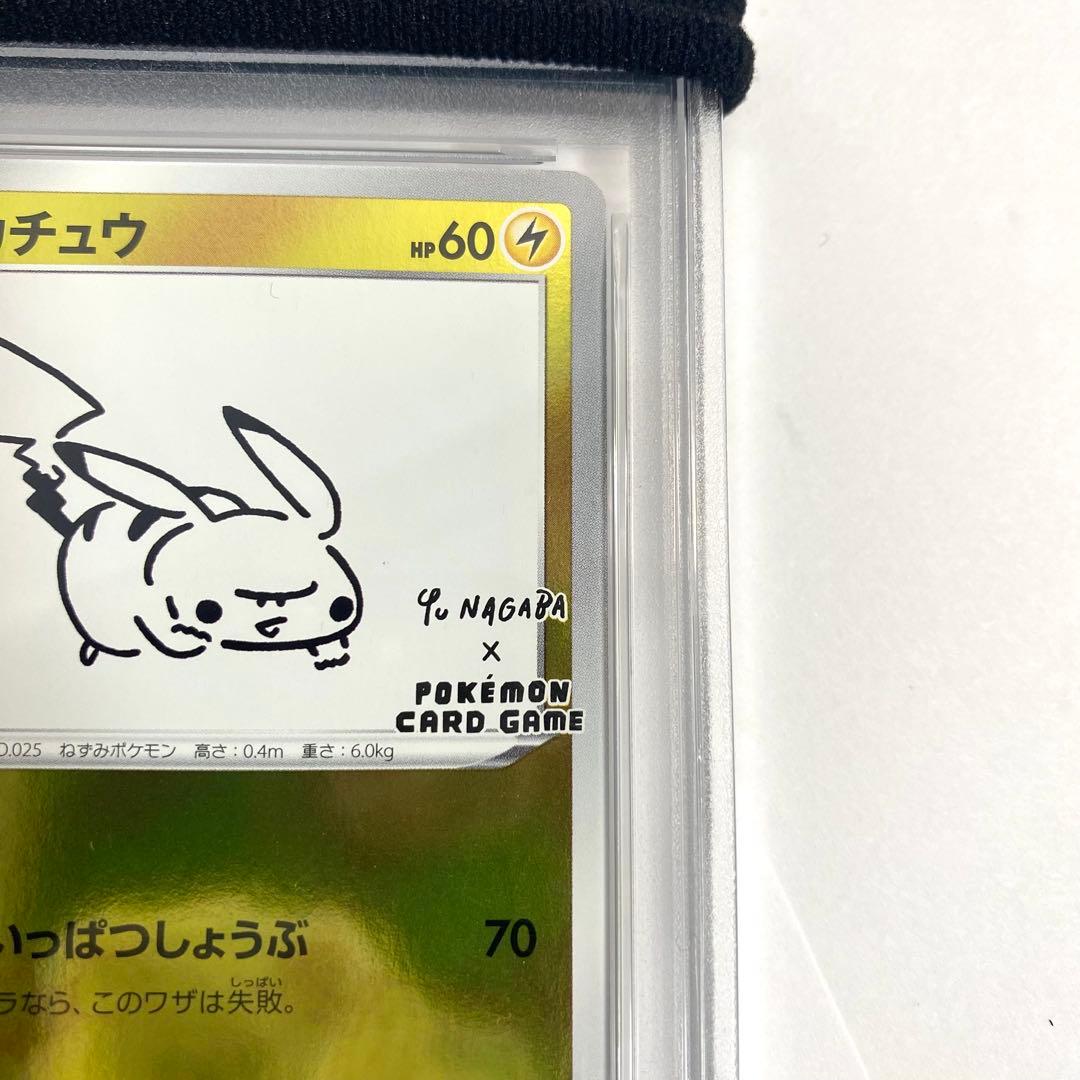 カチュウ HP60
Yu NAGABA
×
POKÉMON
CARD GAME
O.025 ねずみポケモン 高さ:0.4m 重さ:6.0kg
いっぱつしょうぶ 70
しっぱい
ラなら、このワザは失敗。